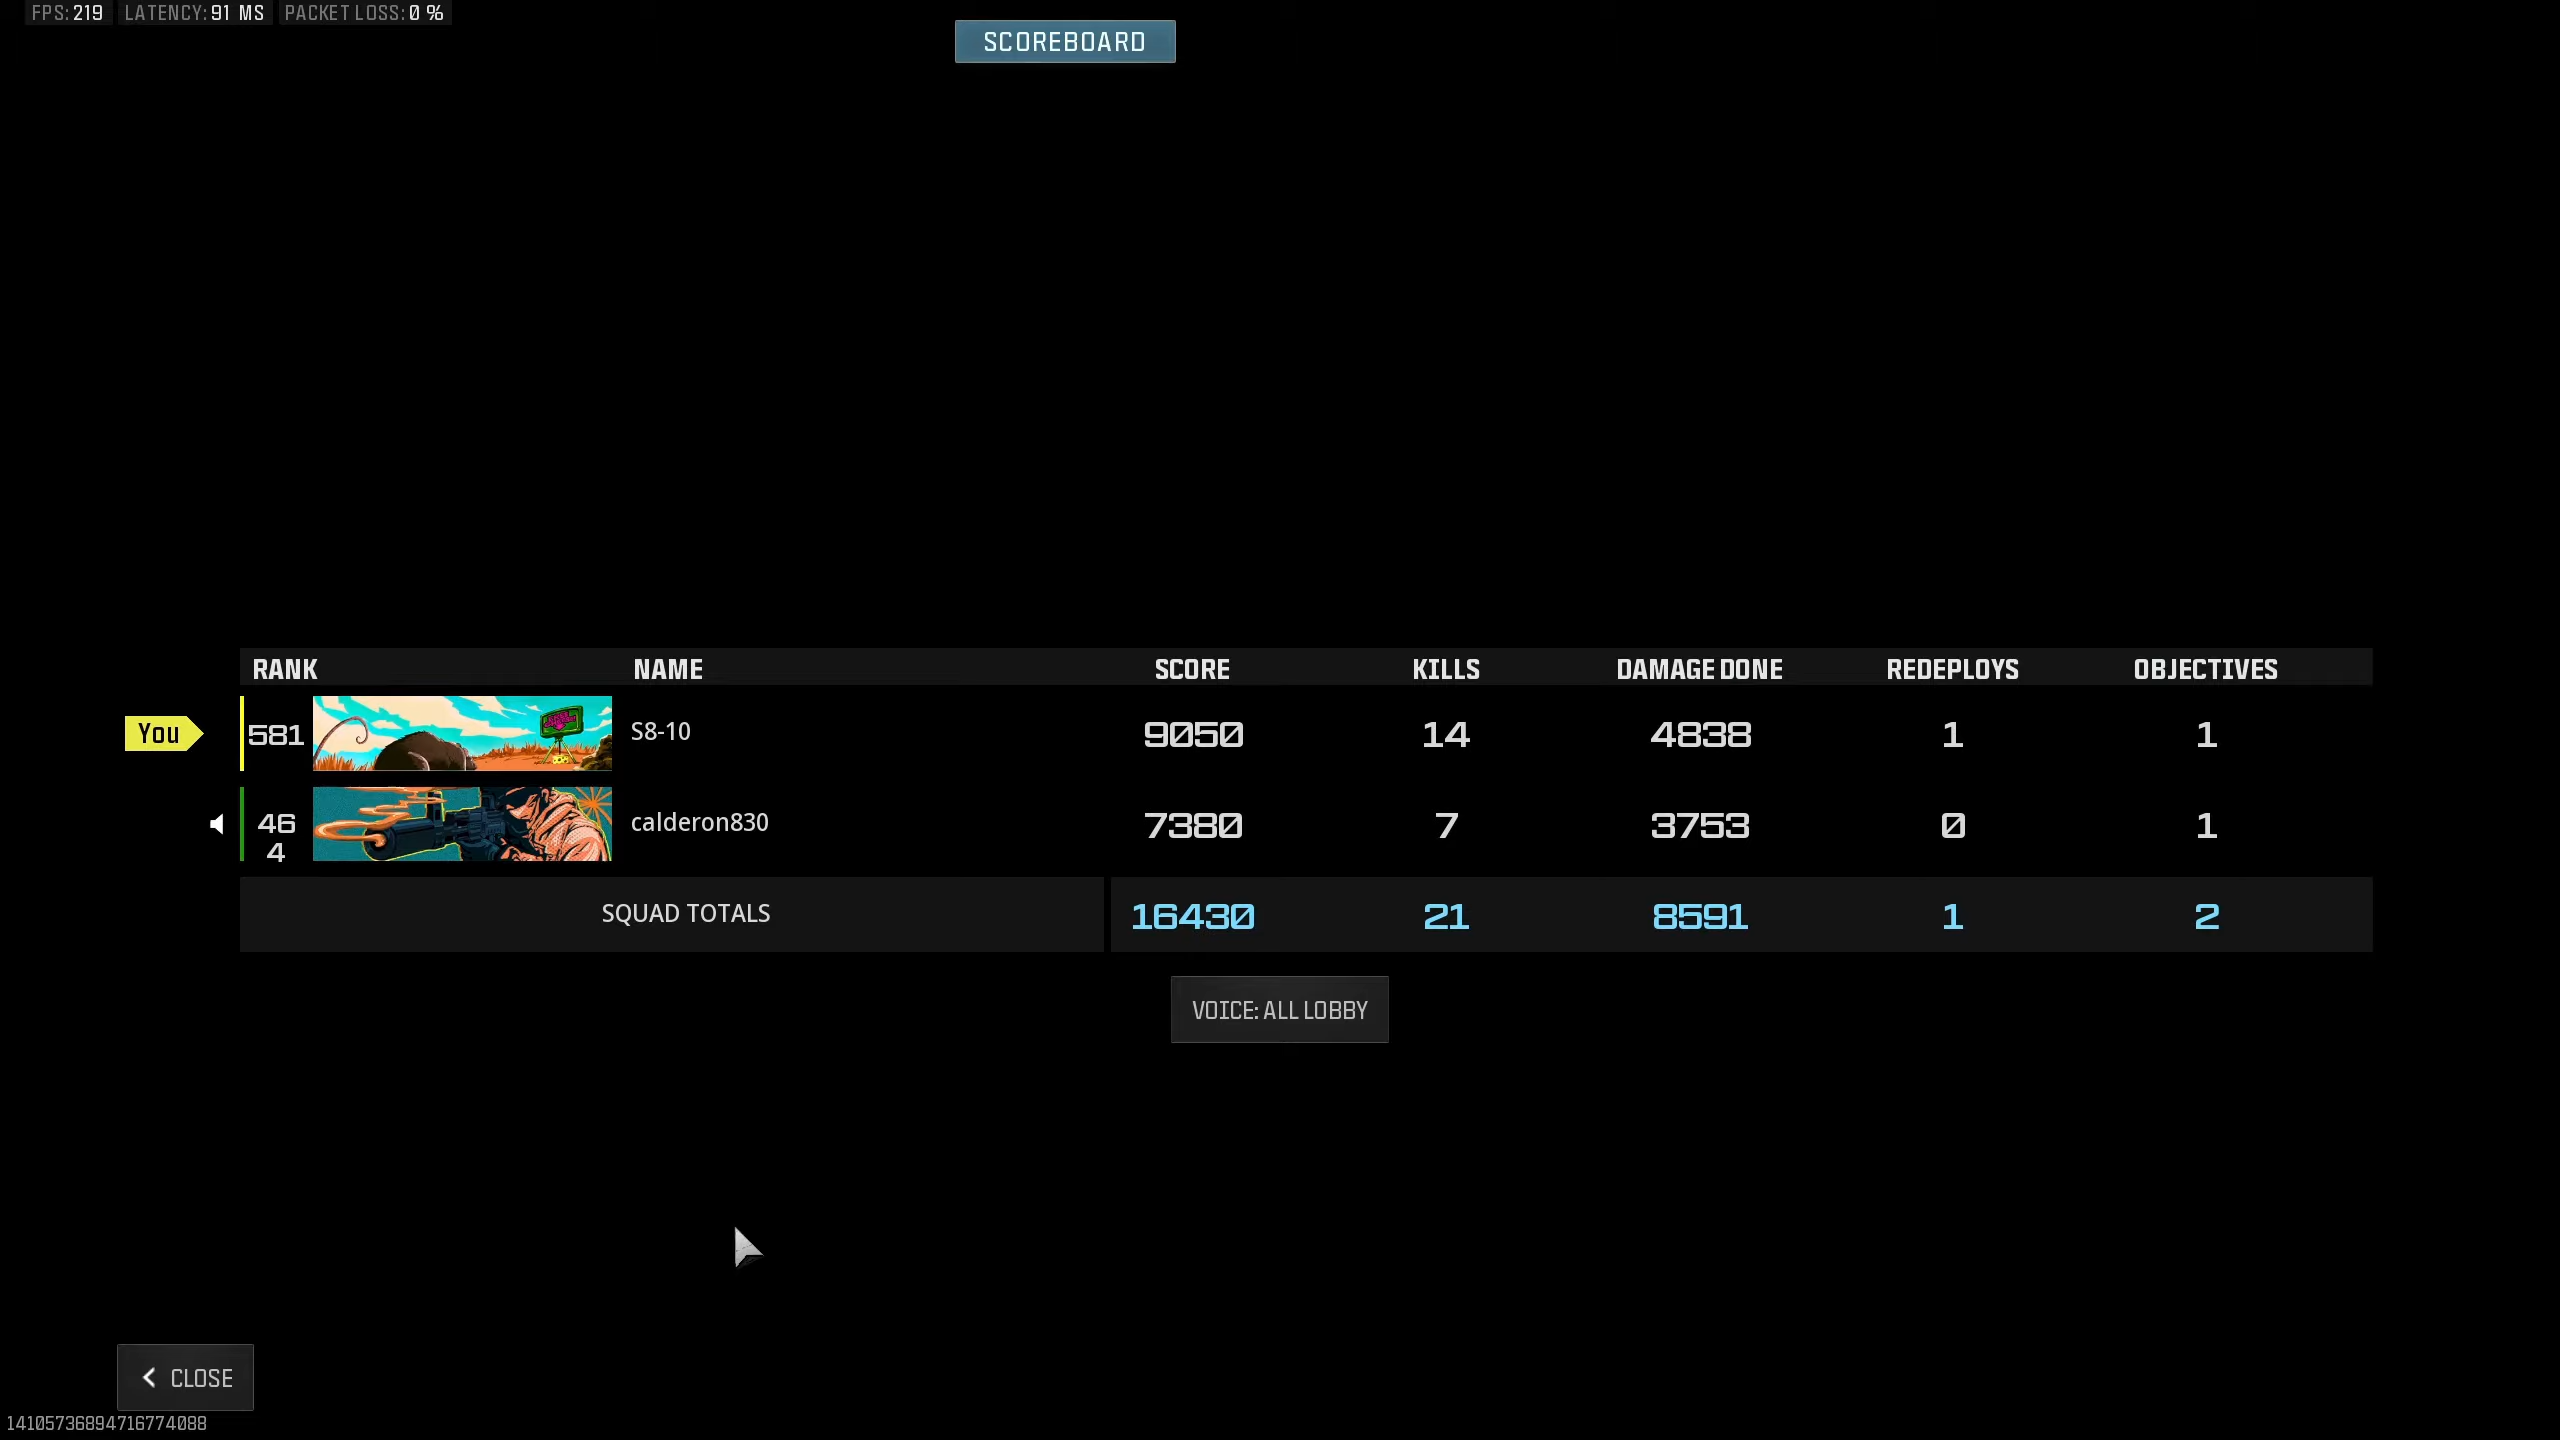 FPS: 219 LATENCY: 91 MS PACKET LOSS: 0 %
SCOREBOARD
RANK NAME SCORE KILLS DAMAGE DONE REDEPLOYS OBJECTIVES
You 581 S8-10 9050 14 4838 1 1
46 calderon830 7380 7 3753 0 1
4
SQUAD TOTALS 16430 21 8591 1 2
VOICE: ALL LOBBY
CLOSE
14105736894716774088